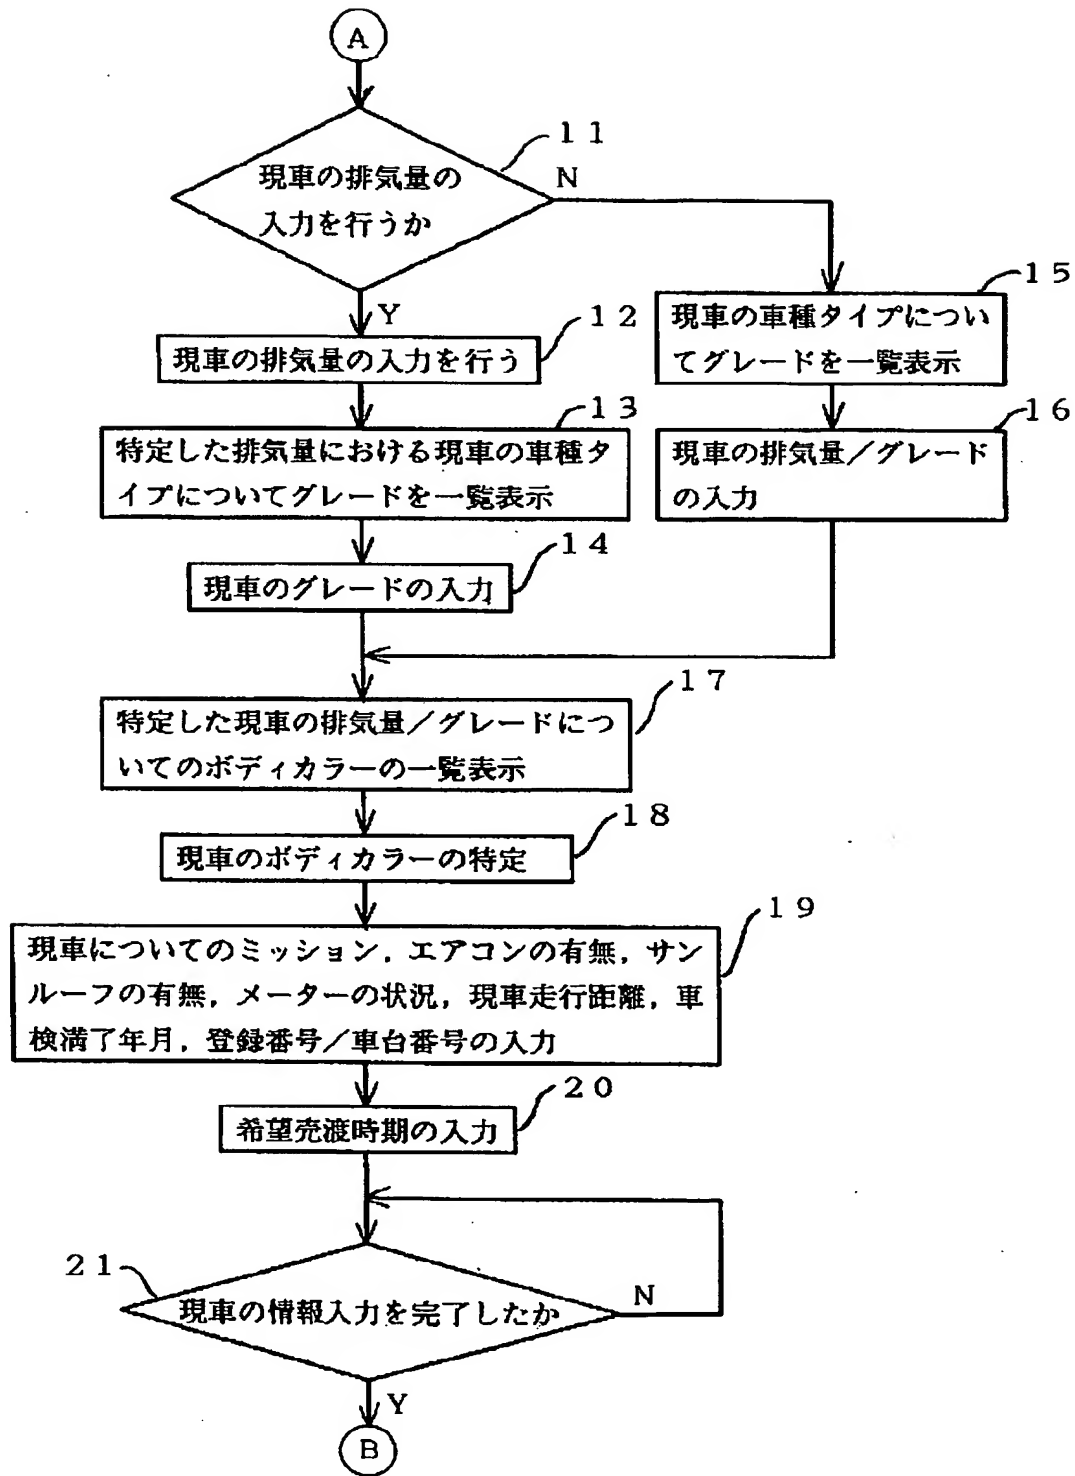 A
11
現車の排気量の
入力を行うか
N
Y
12
現車の排気量の入力を行う
15
現車の車種タイプについ
てグレードを一覧表示
13
特定した排気量における現車の車種タ
イプについてグレードを一覧表示
16
現車の排気量/グレード
の入力
14
現車のグレードの入力
17
特定した現車の排気量/グレードにつ
いてのボディカラーの一覧表示
18
現車のボディカラーの特定
19
現車についてのミッション,エアコンの有無,サン
ルーフの有無,メーターの状況,現車走行距離,車
検満了年月,登録番号/車台番号の入力
20
希望売渡時期の入力
21
現車の情報入力を完了したか
N
Y
B